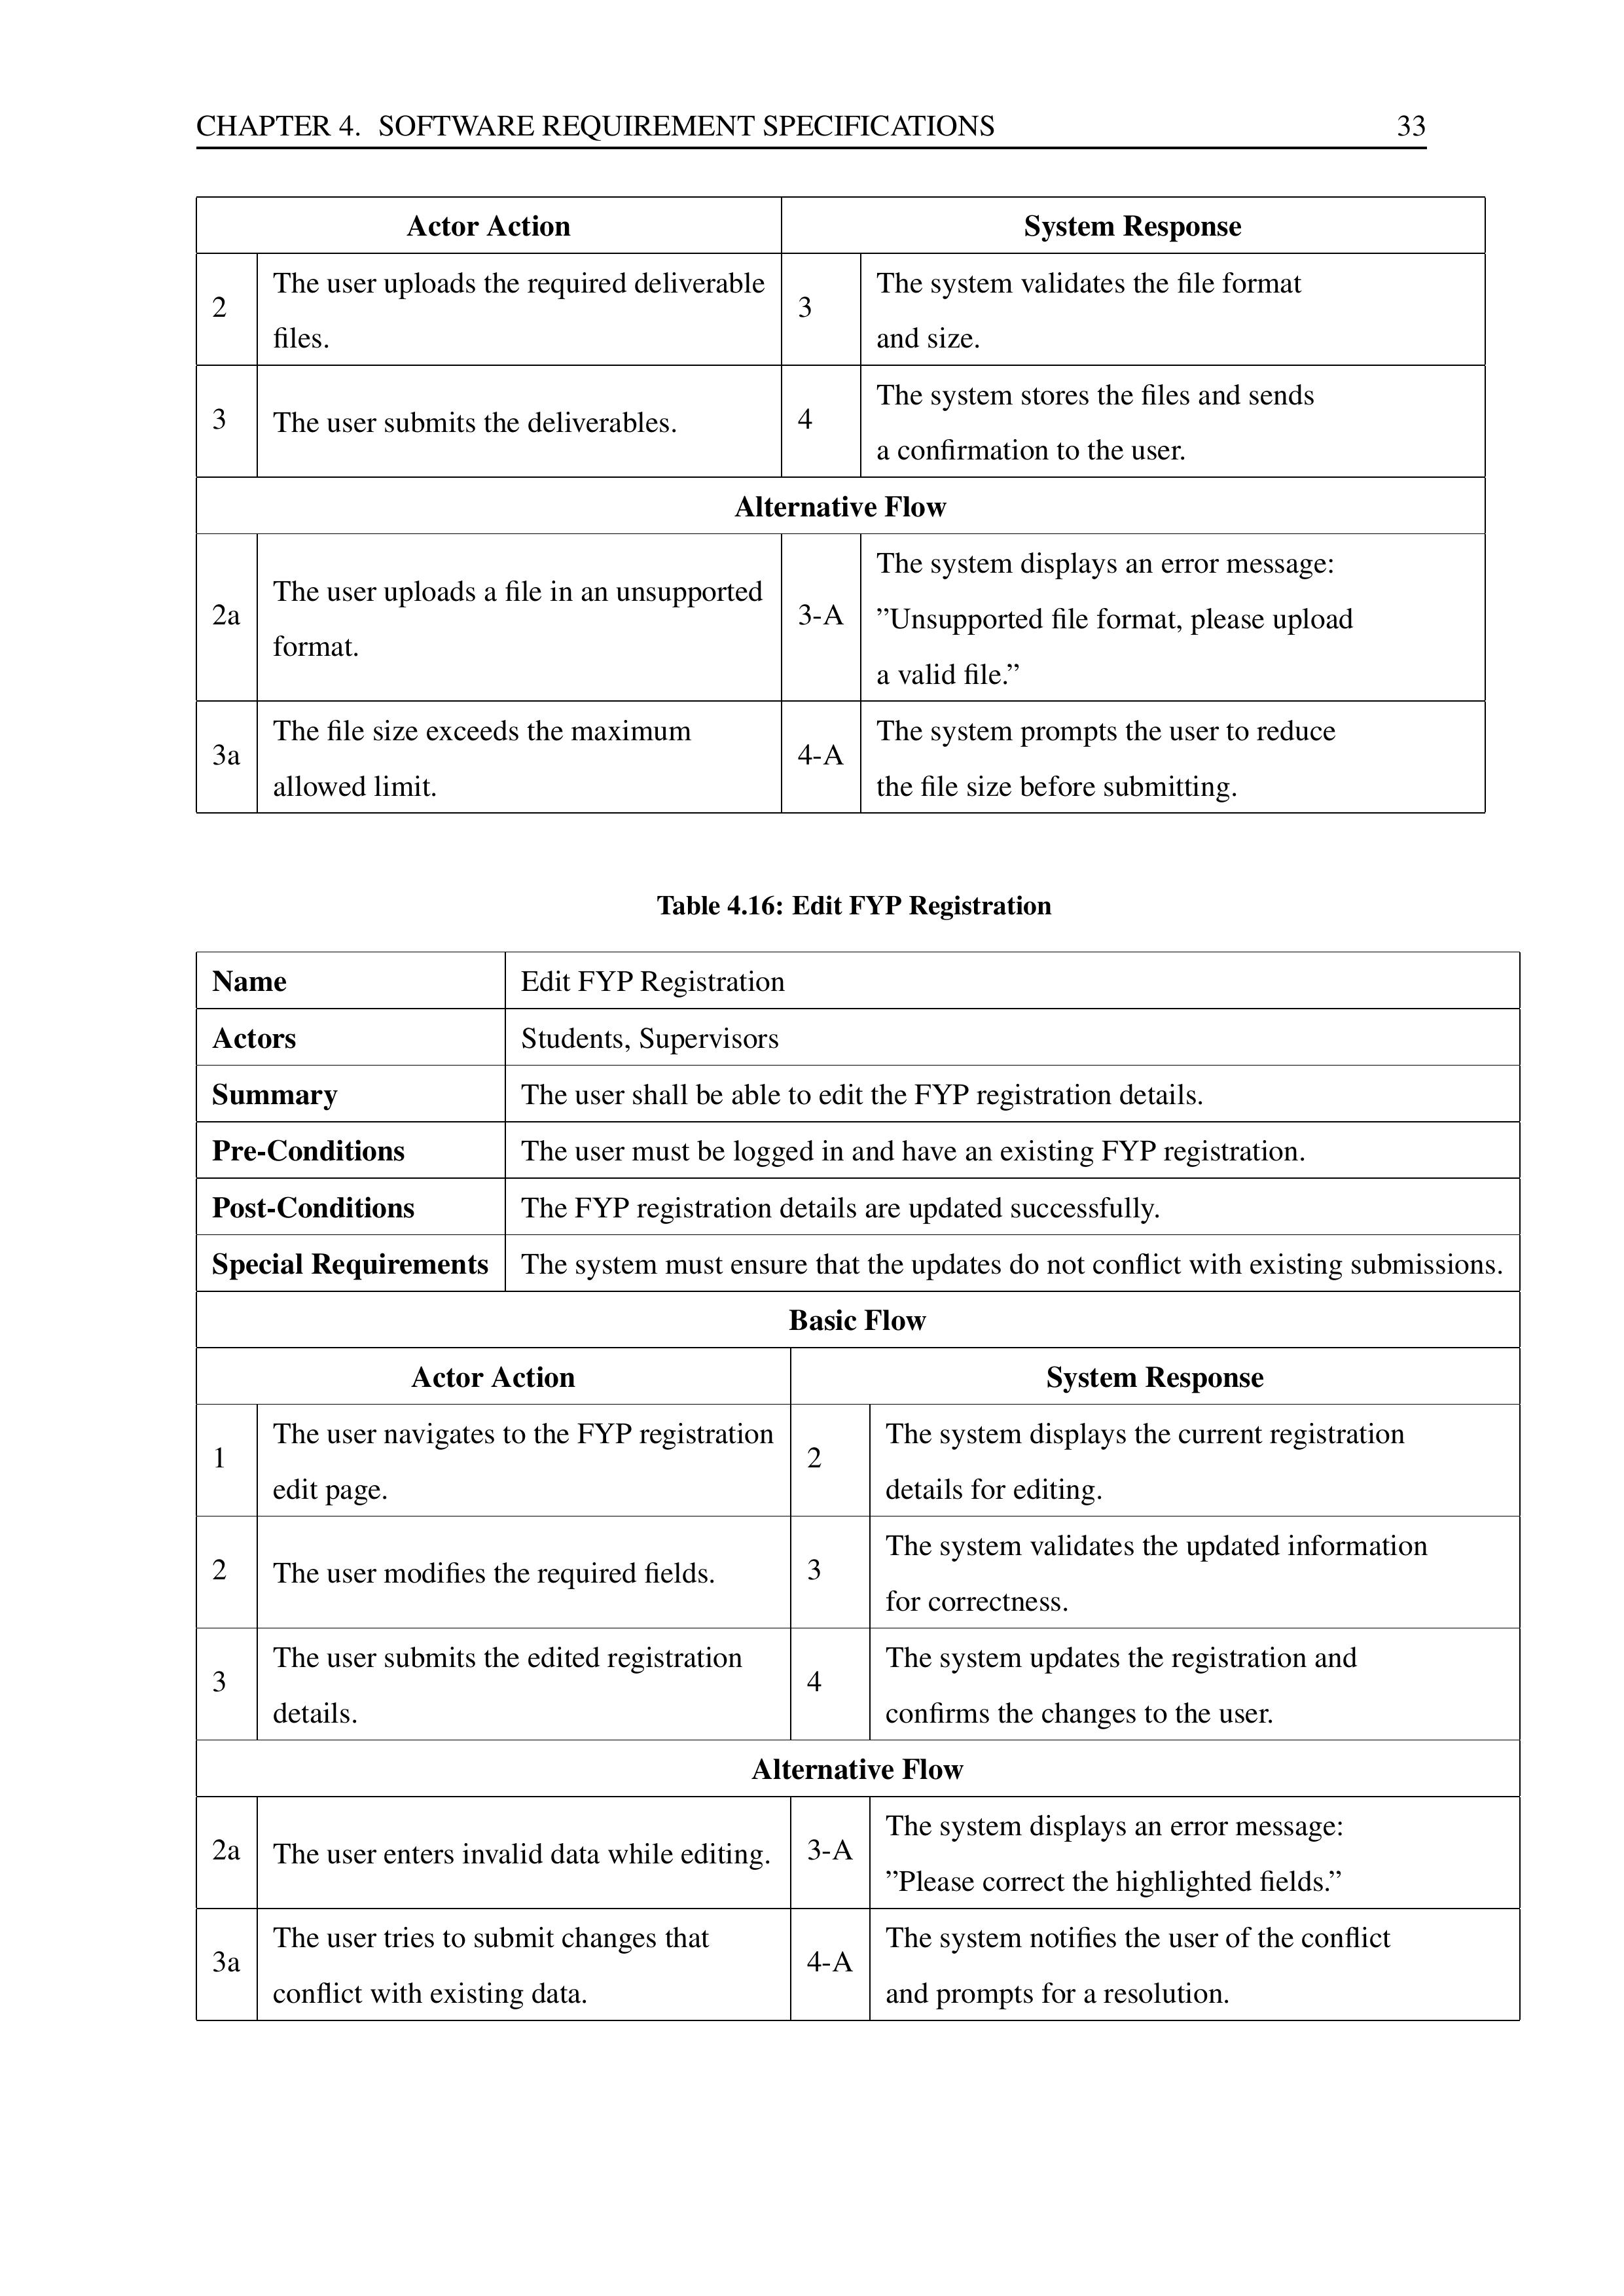 CHAPTER 4. SOFTWARE REQUIREMENT SPECIFICATIONS 33
Actor Action System Response
2 The user uploads the required deliverable
files.
3 The system validates the file format
and size.
3 The user submits the deliverables.
4 The system stores the files and sends
a confirmation to the user.
Alternative Flow
2a The user uploads a file in an unsupported
format.
3-A The system displays an error message:
”Unsupported file format, please upload
a valid file.”
3a The file size exceeds the maximum
allowed limit.
4-A The system prompts the user to reduce
the file size before submitting.
Table 4.16: Edit FYP Registration
Name Edit FYP Registration
Actors Students, Supervisors
Summary The user shall be able to edit the FYP registration details.
Pre-Conditions The user must be logged in and have an existing FYP registration.
Post-Conditions The FYP registration details are updated successfully.
Special Requirements The system must ensure that the updates do not conflict with existing submissions.
Basic Flow
Actor Action System Response
1 The user navigates to the FYP registration
edit page.
2 The system displays the current registration
details for editing.
2 The user modifies the required fields.
3 The system validates the updated information
for correctness.
3 The user submits the edited registration
details.
4 The system updates the registration and
confirms the changes to the user.
Alternative Flow
2a The user enters invalid data while editing.
3-A The system displays an error message:
”Please correct the highlighted fields.”
3a The user tries to submit changes that
conflict with existing data.
4-A The system notifies the user of the conflict
and prompts for a resolution.